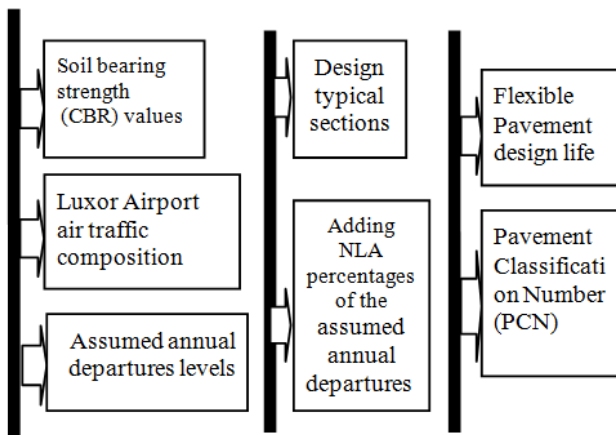 Soil bearing
strength
(CBR) values
Luxor Airport
air traffic
composition
Assumed annual
departures levels
Design
typical
sections
Adding
NLA
percentages
of the
assumed
annual
departures
Flexible
Pavement
design life
Pavement
Classificati
on Number
(PCN)